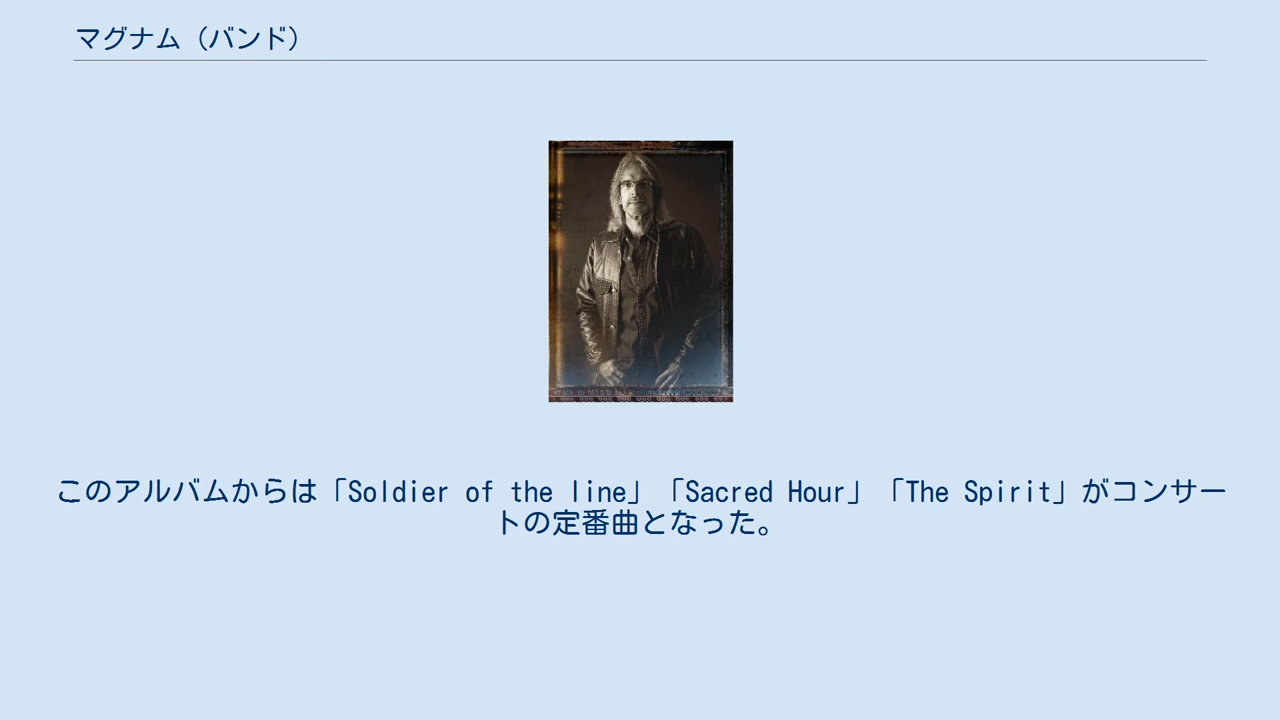 マグナム（バンド）
このアルバムからは「Soldier of the line」「Sacred Hour」「The Spirit」がコンサー
トの定番曲となった。